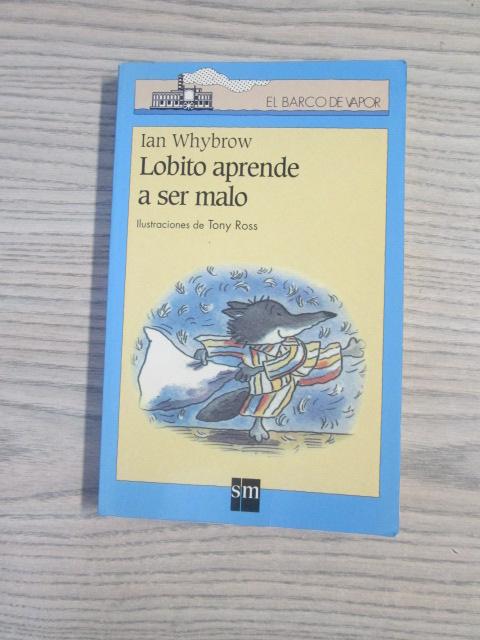 EL BARCO DE VAPOR
Ian Whybrow
Lobito aprende
a ser malo
Ilustraciones de Tony Ross
sm